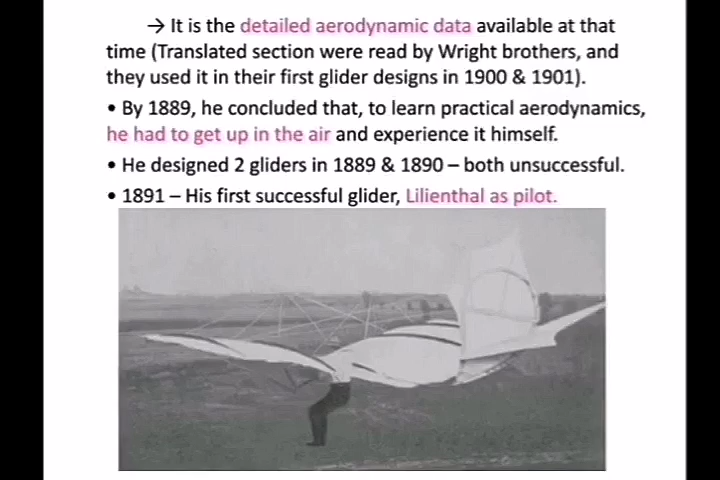 → It is the detailed aerodynamic data available at that
time (Translated section were read by Wright brothers, and
they used it in their first glider designs in 1900 & 1901).
• By 1889, he concluded that, to learn practical aerodynamics,
he had to get up in the air and experience it himself.
• He designed 2 gliders in 1889 & 1890 – both unsuccessful.
• 1891 – His first successful glider, Lilienthal as pilot.